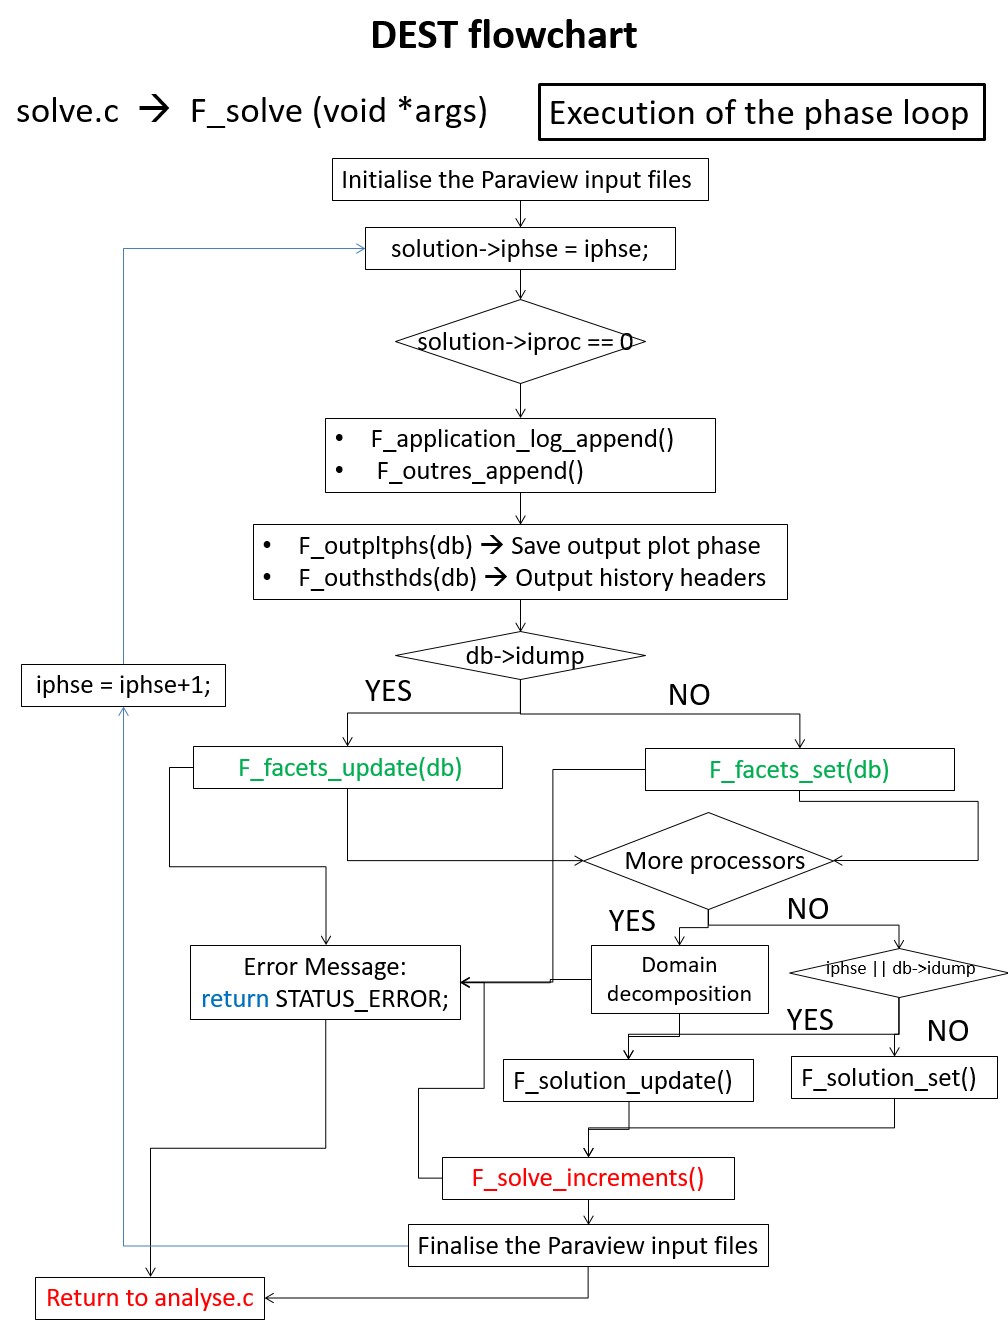 DEST flowchart
solve.c → F_solve (void *args)
Execution of the phase loop
Initialise the Paraview input files
solution->iphse = iphse;
solution->iproc == 0
• F_application_log_append()
• F_outres_append()
• F_outpltphs(db) → Save output plot phase
• F_outhsthds(db) → Output history headers
db->idump
iphse = iphse+1;
YES
NO
F_facets_update(db)
F_facets_set(db)
More processors
YES
NO
Error Message:
return STATUS_ERROR;
Domain
decomposition
iphse || db->idump
YES
NO
F_solution_update()
F_solution_set()
F_solve_increments()
Finalise the Paraview input files
Return to analyse.c